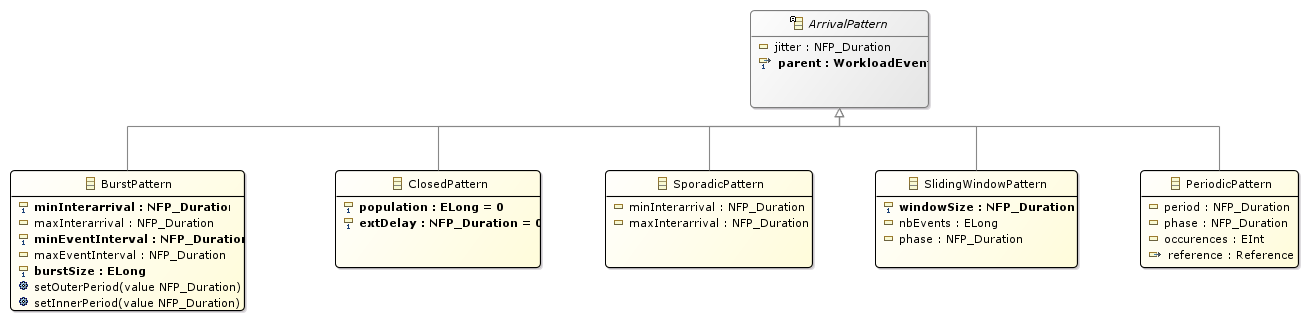 ArrivalPattern
jitter : NFP_Duration
parent : WorkloadEven
BurstPattern
minInterarrival : NFP_Duration
maxInterarrival : NFP_Duration
minEventInterval : NFP_Duration
maxEventInterval : NFP_Duration
burstSize : ELong
setOuterPeriod(value NFP_Duration)
setInnerPeriod(value NFP_Duration)
ClosedPattern
population : ELong = 0
extDelay : NFP_Duration = 0
SporadicPattern
minInterarrival : NFP_Duration
maxInterarrival : NFP_Duration
SlidingWindowPattern
windowSize : NFP_Duration
nbEvents : ELong
phase : NFP_Duration
PeriodicPattern
period : NFP_Duration
phase : NFP_Duration
occurences : EInt
reference : Reference